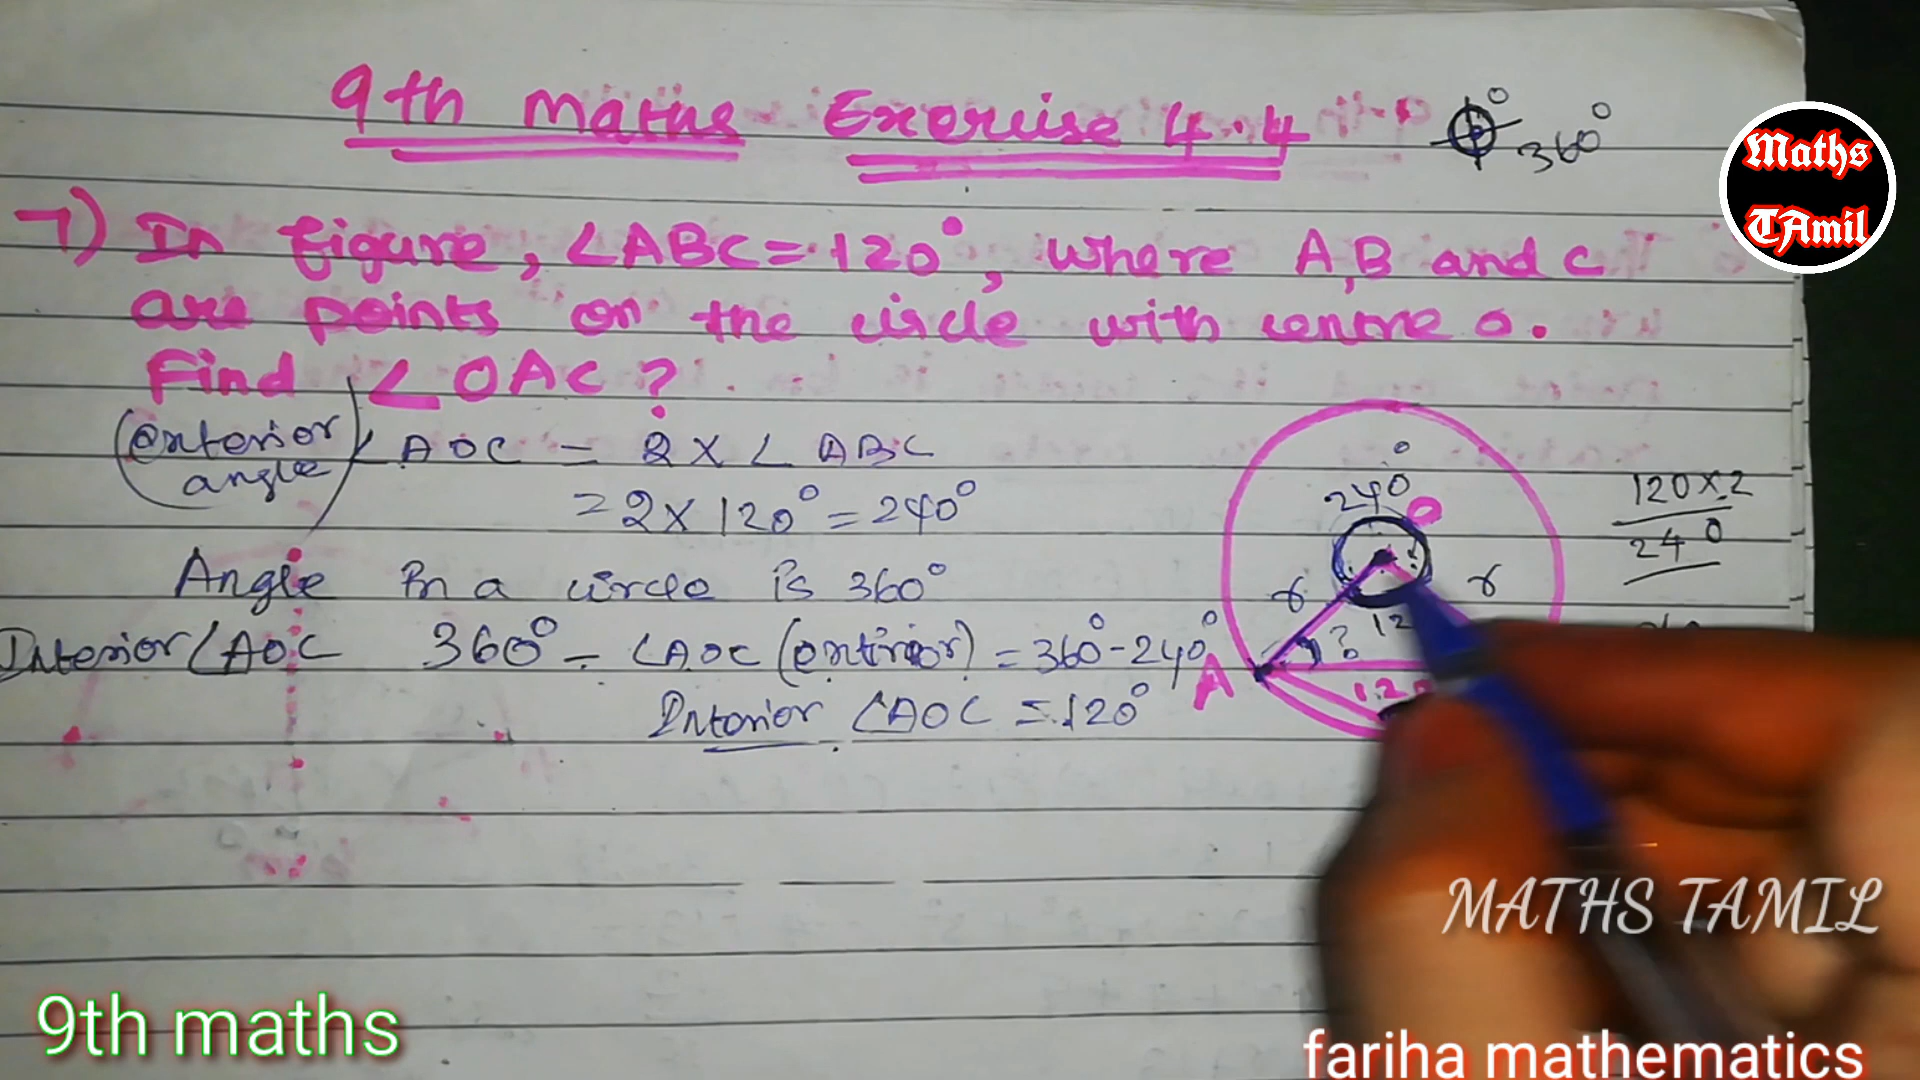 9th Maths Exercise 4.4
360°
Maths
TAmil
7) In figure, ∠ABC = 120°, where A,B and C
are points on the circle with centre O.
Find ∠OAC?
(exterior angle) ∠AOC = 2 × ∠ABC
= 2 × 120° = 240°
Angle in a circle is 360°
Interior ∠AOC 360° - ∠AOC (exterior) = 360° - 240°
Interior ∠AOC = 120°
240°
O
r
r
?
A
120×2
240
MATHS TAMIL
9th maths
fariha mathematics